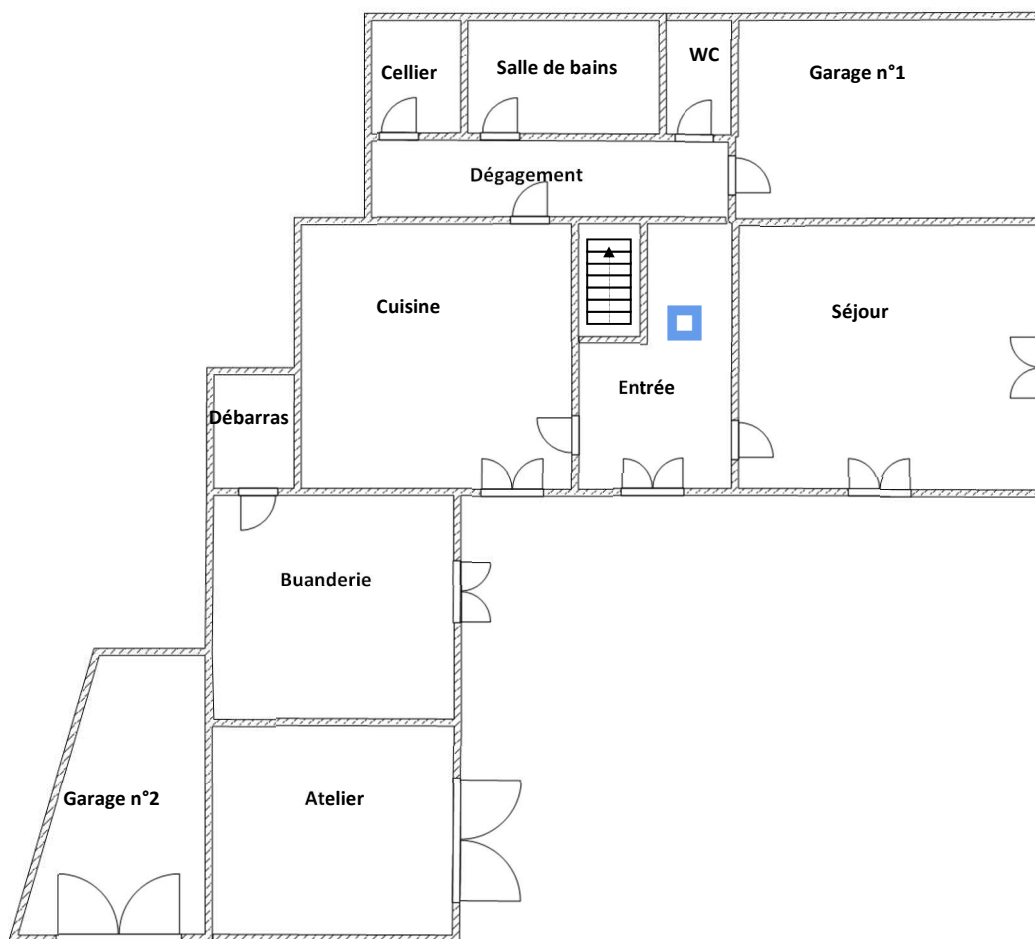 Cellier
Salle de bains
WC
Garage n°1
Dégagement
Cuisine
Séjour
Entrée
Débarras
Buanderie
Garage n°2
Atelier